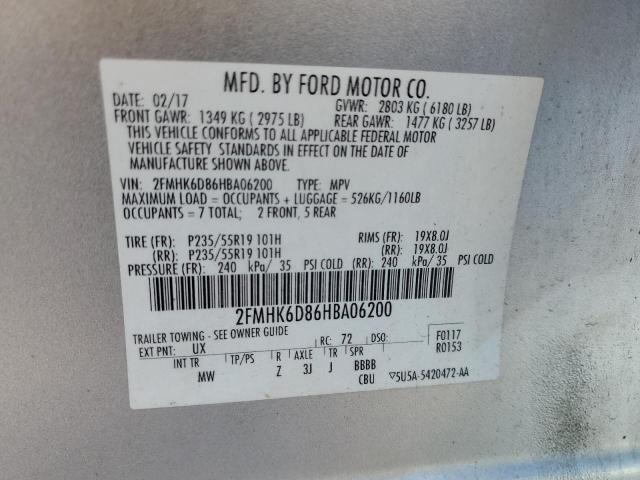 MFD. BY FORD MOTOR CO.
DATE: 02/17 GVWR: 2803 KG ( 6180 LB)
FRONT GAWR: 1349 KG ( 2975 LB) REAR GAWR: 1477 KG ( 3257 LB)
THIS VEHICLE CONFORMS TO ALL APPLICABLE FEDERAL MOTOR
VEHICLE SAFETY STANDARDS IN EFFECT ON THE DATE OF
MANUFACTURE SHOWN ABOVE.
VIN: 2FMHK6D86HBA06200 TYPE: MPV
MAXIMUM LOAD = OCCUPANTS + LUGGAGE = 526KG/1160LB
OCCUPANTS = 7 TOTAL; 2 FRONT, 5 REAR
TIRE (FR): P235/55R19 101H RIMS (FR): 19X8.0J
(RR): P235/55R19 101H (RR): 19X8.0J
PRESSURE (FR): 240 kPa/ 35 PSI COLD (RR): 240 kPa/ 35 PSI COLD
2FMHK6D86HBA06200
TRAILER TOWING - SEE OWNER GUIDE
EXT PNT: UX RC: 72 DSO: F0117
R0153
INT TR TP/PS R AXLE TR SPR
MW Z 3J J BBBB
CBU ▽5U5A-5420472-AA